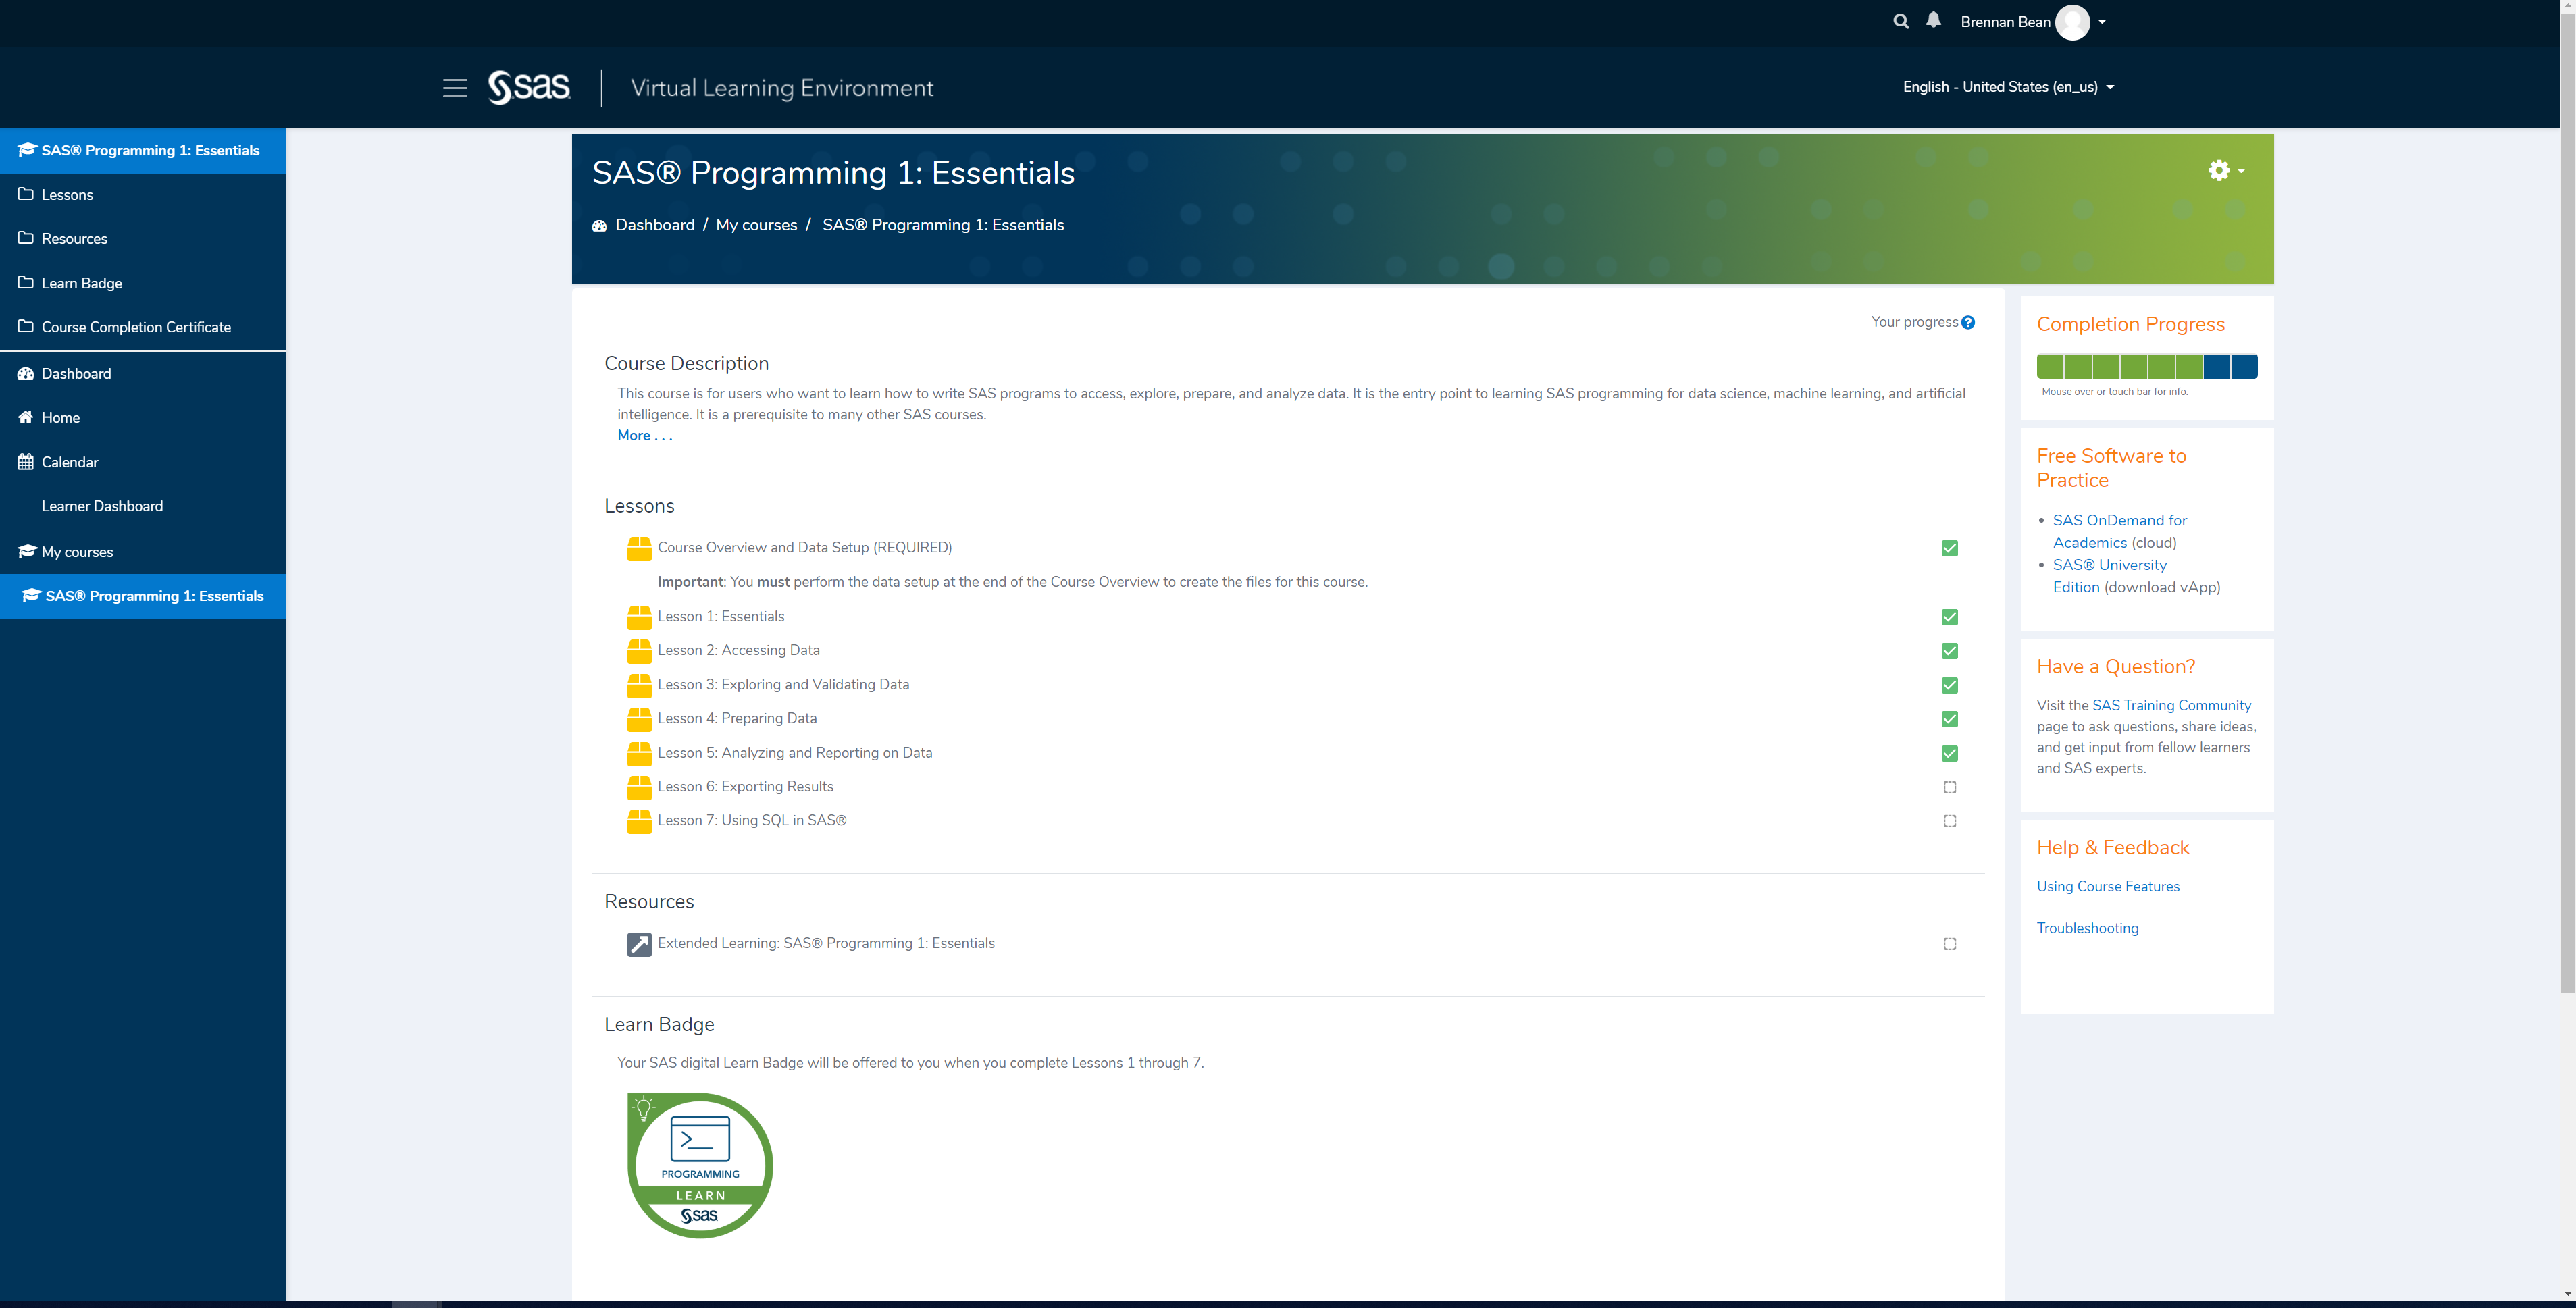 Brennan Bean
sas
Virtual Learning Environment
English - United States (en_us)
SAS® Programming 1: Essentials
Lessons
Resources
Learn Badge
Course Completion Certificate
Dashboard
Home
Calendar
Learner Dashboard
My courses
SAS® Programming 1: Essentials
SAS® Programming 1: Essentials
Dashboard / My courses / SAS® Programming 1: Essentials
Your progress
Course Description
This course is for users who want to learn how to write SAS programs to access, explore, prepare, and analyze data. It is the entry point to learning SAS programming for data science, machine learning, and artificial
intelligence. It is a prerequisite to many other SAS courses.
More . . .
Lessons
Course Overview and Data Setup (REQUIRED)
Important: You must perform the data setup at the end of the Course Overview to create the files for this course.
Lesson 1: Essentials
Lesson 2: Accessing Data
Lesson 3: Exploring and Validating Data
Lesson 4: Preparing Data
Lesson 5: Analyzing and Reporting on Data
Lesson 6: Exporting Results
Lesson 7: Using SQL in SAS®
Resources
Extended Learning: SAS® Programming 1: Essentials
Learn Badge
Your SAS digital Learn Badge will be offered to you when you complete Lessons 1 through 7.
PROGRAMMING
LEARN
sas
Completion Progress
Mouse over or touch bar for info.
Free Software to
Practice
SAS OnDemand for
Academics (cloud)
SAS® University
Edition (download vApp)
Have a Question?
Visit the SAS Training Community
page to ask questions, share ideas,
and get input from fellow learners
and SAS experts.
Help & Feedback
Using Course Features
Troubleshooting